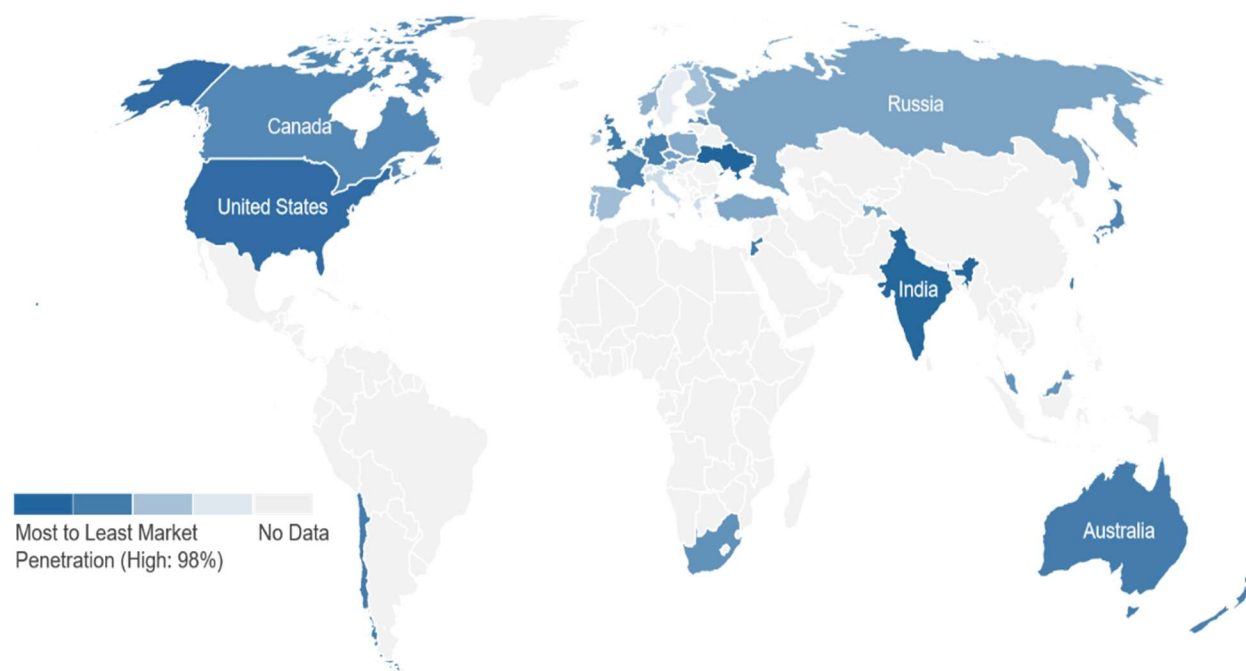 Russia
Canada
United States
India
Most to Least Market
Penetration (High: 98%)
No Data
Australia